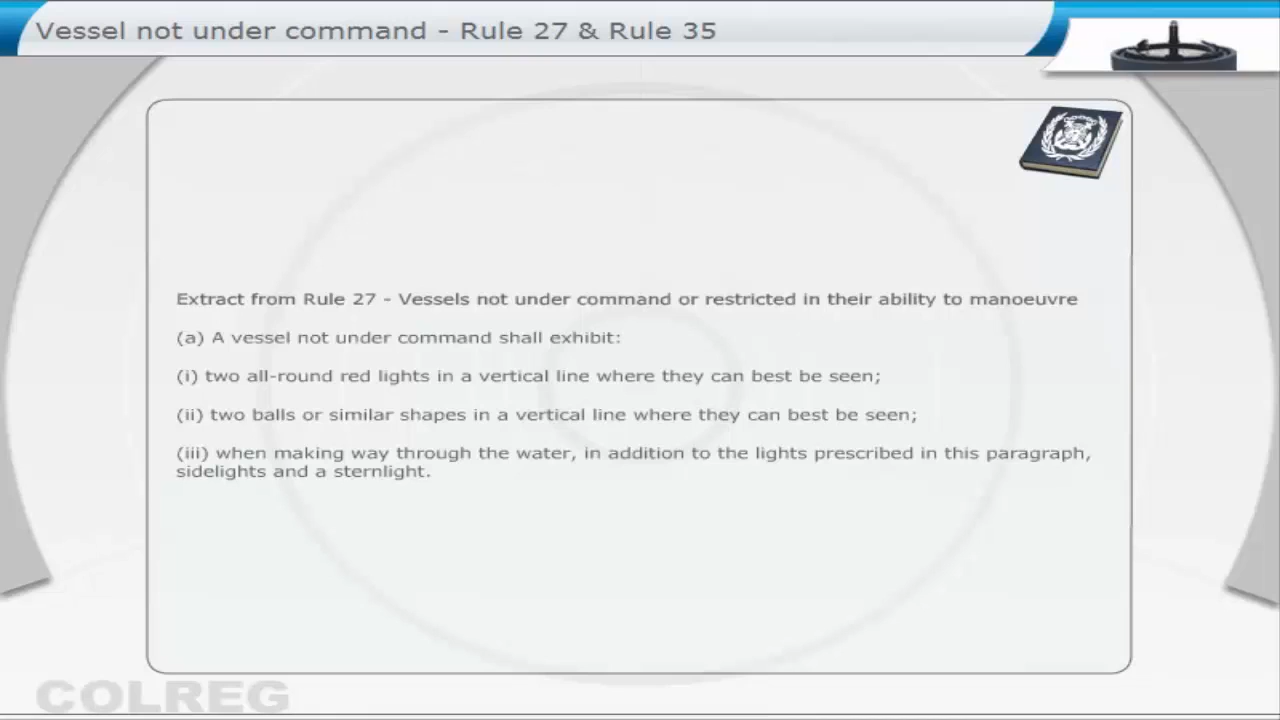 Vessel not under command - Rule 27 & Rule 35
Extract from Rule 27 - Vessels not under command or restricted in their ability to manoeuvre
(a) A vessel not under command shall exhibit:
(i) two all-round red lights in a vertical line where they can best be seen;
(ii) two balls or similar shapes in a vertical line where they can best be seen;
(iii) when making way through the water, in addition to the lights prescribed in this paragraph,
sidelights and a sternlight.
COLREG